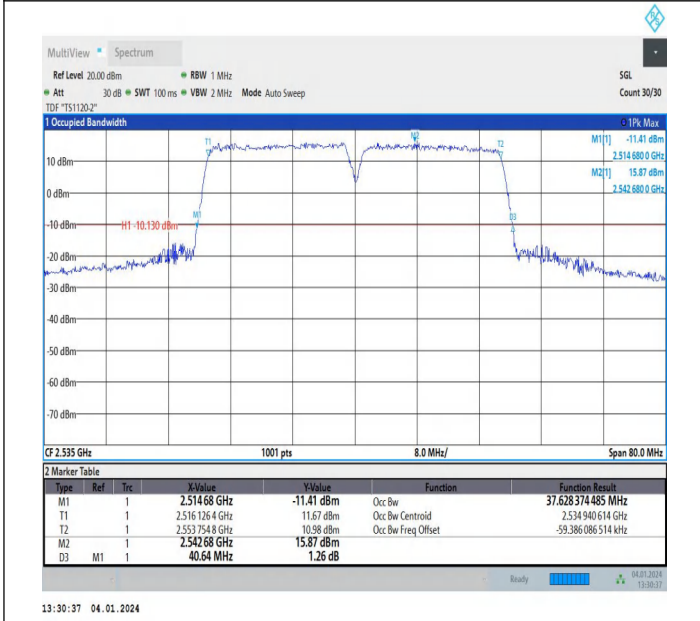 MultiView Spectrum
Ref Level 20.00 dBm RBW 1 MHz SGL
Att 30 dB SWT 100 ms VBW 2 MHz Mode Auto Sweep Count 30/30
TDF "TS1120-2"
1 Occupied Bandwidth 1Pk Max
M1[1] -11.41 dBm
2.514 680 0 GHz
M2[1] 15.87 dBm
2.542 680 0 GHz
T1 M2 T2
10 dBm
0 dBm
M1 D3
-10 dBm H1 -10.130 dBm
-20 dBm
-30 dBm
-40 dBm
-50 dBm
-60 dBm
-70 dBm
CF 2.535 GHz 1001 pts 8.0 MHz/ Span 80.0 MHz
2 Marker Table
Type Ref Trc X-Value Y-Value Function Function Result
M1 1 2.514 68 GHz -11.41 dBm Occ Bw 37.628 374 485 MHz
T1 1 2.516 126 4 GHz 11.67 dBm Occ Bw Centroid 2.534 940 614 GHz
T2 1 2.553 754 8 GHz 10.98 dBm Occ Bw Freq Offset -59.386 086 514 kHz
M2 1 2.542 68 GHz 15.87 dBm
D3 M1 1 40.64 MHz 1.26 dB
Ready 04.01.2024
13:30:37
13:30:37 04.01.2024